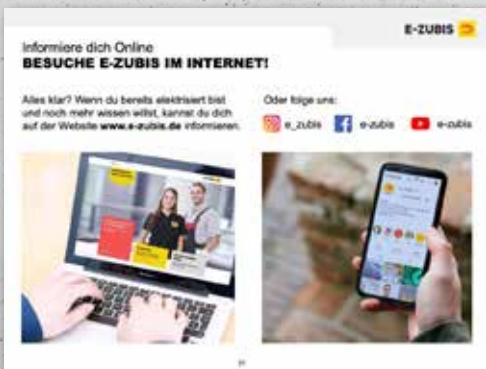 E-ZUBIS
Informiere dich Online
BESUCHE E-ZUBIS IM INTERNET!
Alles klar? Wenn du bereits elektrisiert bist
und noch mehr wissen willst, kannst du dich
auf der Website www.e-zubis.de informieren.
Oder folge uns:
e_zubis
e-zubis
e-zubis